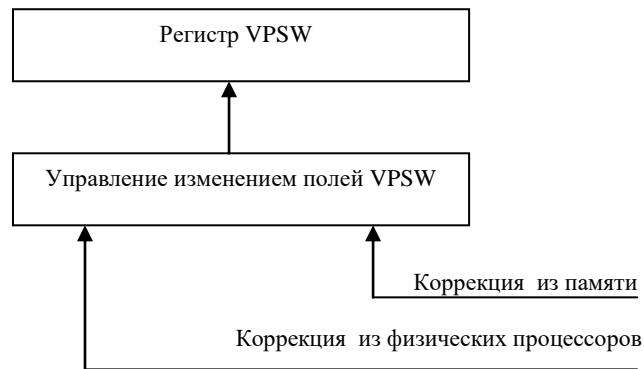 Регистр VPSW
Управление изменением полей VPSW
Коррекция из памяти
Коррекция из физических процессоров